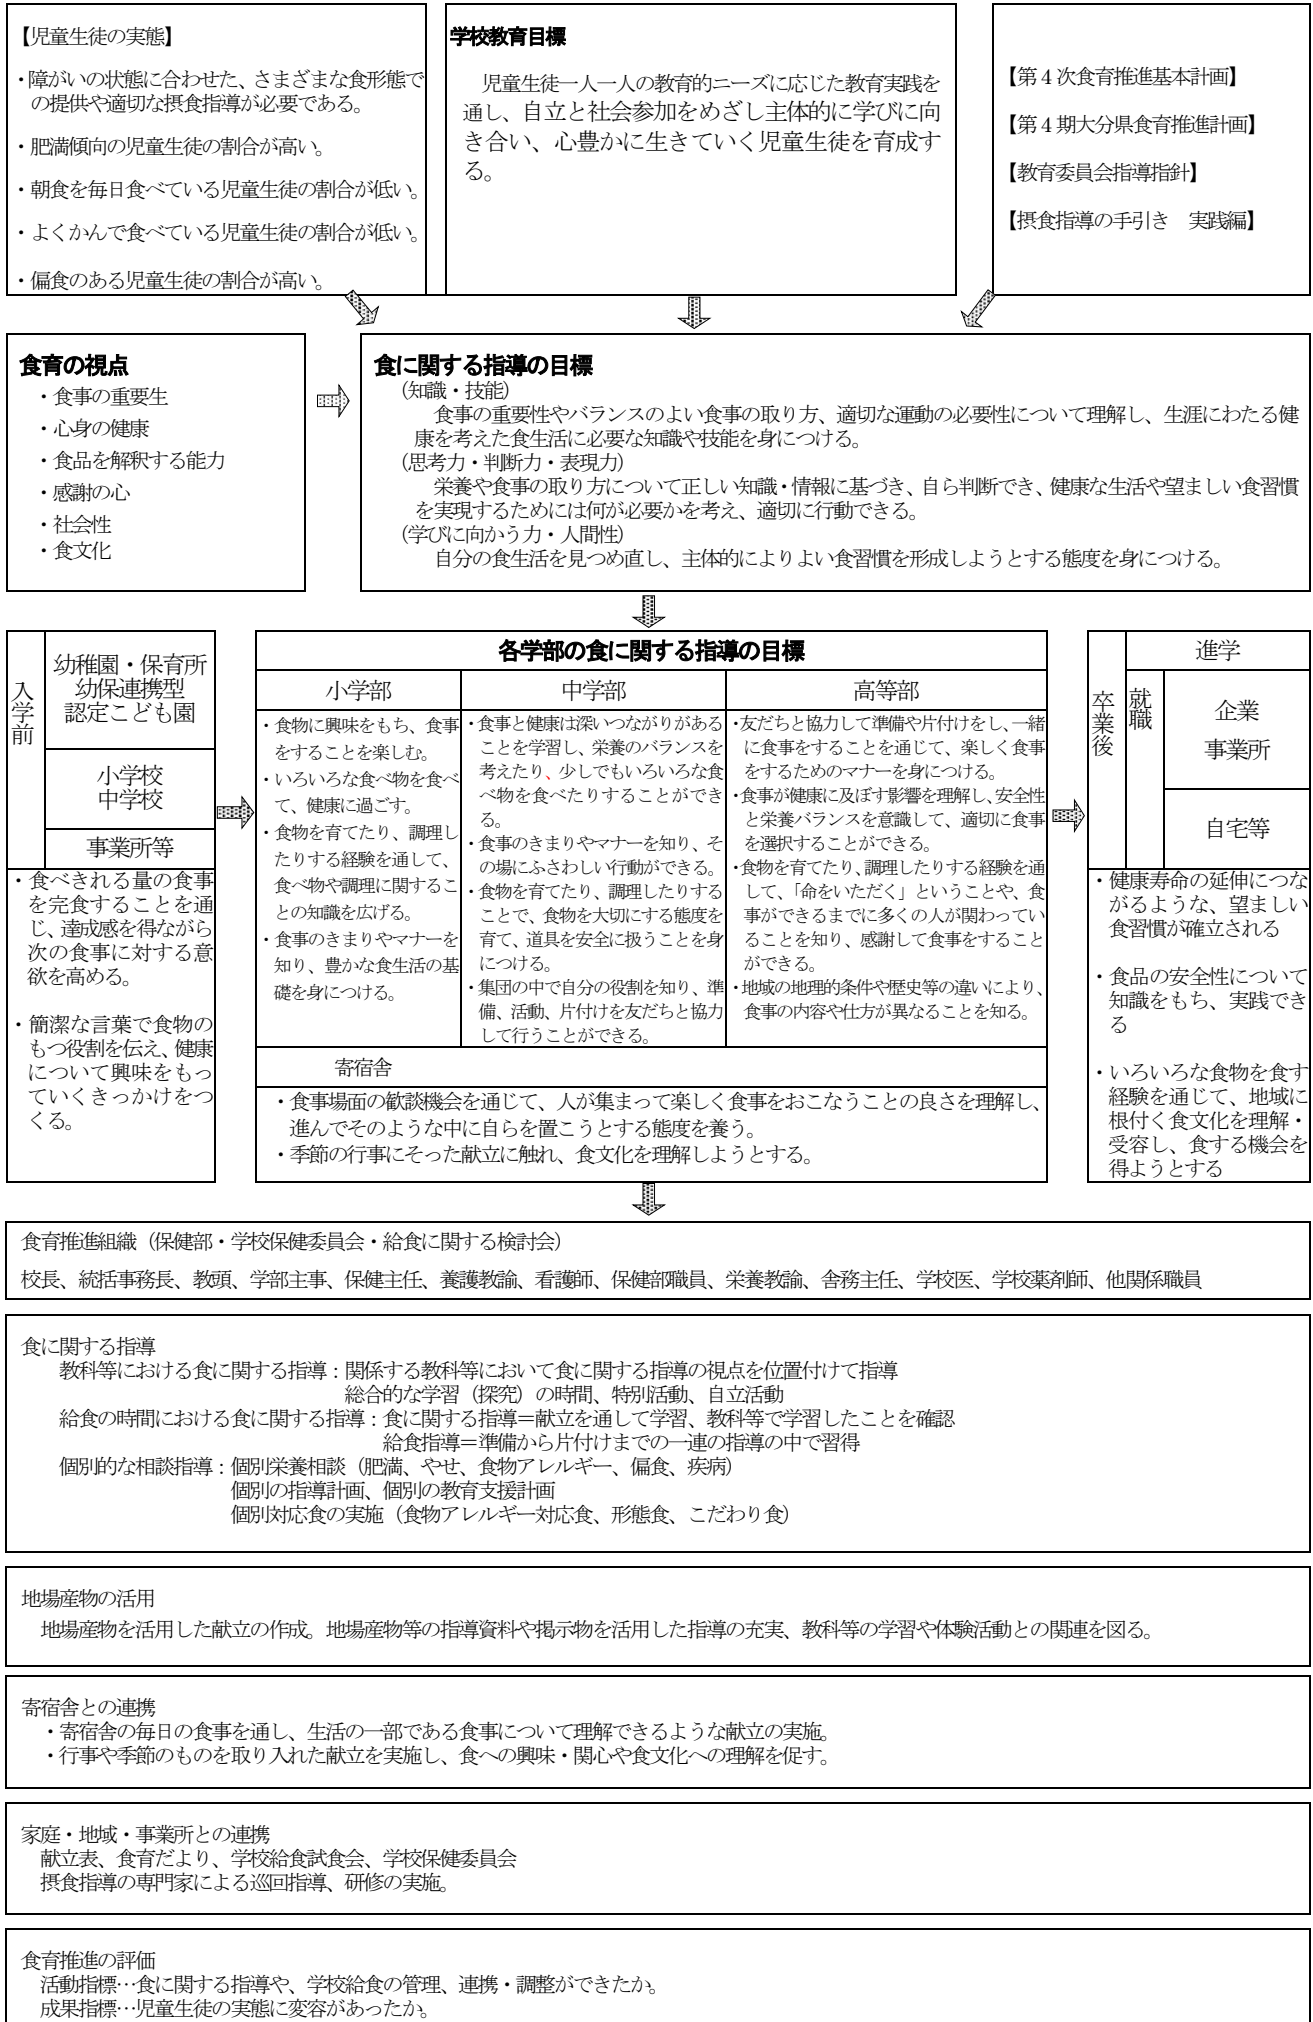 【児童生徒の実態】
・障がいの状態に合わせた、さまざまな食形態で
の提供や適切な摂食指導が必要である。
・肥満傾向の児童生徒の割合が高い。
・朝食を毎日食べている児童生徒の割合が低い。
・よくかんで食べている児童生徒の割合が低い。
・偏食のある児童生徒の割合が高い。
学校教育目標
児童生徒一人一人の教育的ニーズに応じた教育実践を
通し、自立と社会参加をめざし主体的に学びに向
き合い、心豊かに生きていく児童生徒を育成す
る。
【第4次食育推進基本計画】
【第4期大分県食育推進計画】
【教育委員会指導指針】
【摂食指導の手引き　実践編】
食育の視点
・食事の重要生
・心身の健康
・食品を解釈する能力
・感謝の心
・社会性
・食文化
食に関する指導の目標
(知識・技能)
食事の重要性やバランスのよい食事の取り方、適切な運動の必要性について理解し、生涯にわたる健
康を考えた食生活に必要な知識や技能を身につける。
(思考力・判断力・表現力)
栄養や食事の取り方について正しい知識・情報に基づき、自ら判断でき、健康な生活や望ましい食習慣
を実現するためには何が必要かを考え、適切に行動できる。
(学びに向かう力・人間性)
自分の食生活を見つめ直し、主体的によりよい食習慣を形成しようとする態度を身につける。
入学前
幼稚園・保育所
幼保連携型
認定こども園
小学校
中学校
事業所等
・食べきれる量の食事
を完食することを通
じ、達成感を得ながら
次の食事に対する意
欲を高める。
・簡潔な言葉で食物の
もつ役割を伝え、健康
について興味をもっ
ていくきっかけをつ
くる。
各学部の食に関する指導の目標
小学部
・食物に興味をもち、食事
をすることを楽しむ。
・いろいろな食べ物を食べ
て、健康に過ごす。
・食物を育てたり、調理し
たりする経験を通して、
食べ物や調理に関するこ
との知識を広げる。
・食事のきまりやマナーを
知り、豊かな食生活の基
礎を身につける。
中学部
・食事と健康は深いつながりがある
ことを学習し、栄養のバランスを
考えたり、少しでもいろいろな食
べ物を食べたりすることができ
る。
・食事のきまりやマナーを知り、そ
の場にふさわしい行動ができる。
・食物を育てたり、調理したりする
ことで、食物を大切にする態度を
育て、道具を安全に扱うことを身
につける。
・集団の中で自分の役割を知り、準
備、活動、片付けを友だちと協力
して行うことができる。
高等部
・友だちと協力して準備や片付けをし、一緒
に食事をすることを通じて、楽しく食事
をするためのマナーを身につける。
・食事が健康に及ぼす影響を理解し、安全性
と栄養バランスを意識して、適切に食事
を選択することができる。
・食物を育てたり、調理したりする経験を通
して、「命をいただく」ということや、食
事ができるまでに多くの人が関わってい
ることを知り、感謝して食事をすること
ができる。
・地域の地理的条件や歴史等の違いにより、
食事の内容や仕方が異なることを知る。
寄宿舎
・食事場面の歓談機会を通じて、人が集まって楽しく食事をおこなうことの良さを理解し、
進んでそのような中に自らを置こうとする態度を養う。
・季節の行事にそった献立に触れ、食文化を理解しようとする。
卒業後
進学
就職
企業
事業所
自宅等
・健康寿命の延伸につな
がるような、望ましい
食習慣が確立される
・食品の安全性について
知識をもち、実践でき
る
・いろいろな食物を食す
経験を通じて、地域に
根付く食文化を理解・
受容し、食する機会を
得ようとする
食育推進組織（保健部・学校保健委員会・給食に関する検討会）
校長、統括事務長、教頭、学部主事、保健主任、養護教諭、看護師、保健部職員、栄養教諭、舎務主任、学校医、学校薬剤師、他関係職員
食に関する指導
教科等における食に関する指導：関係する教科等において食に関する指導の視点を位置付けて指導
総合的な学習（探究）の時間、特別活動、自立活動
給食の時間における食に関する指導：食に関する指導＝献立を通して学習、教科等で学習したことを確認
給食指導＝準備から片付けまでの一連の指導の中で習得
個別的な相談指導：個別栄養相談（肥満、やせ、食物アレルギー、偏食、疾病）
個別の指導計画、個別の教育支援計画
個別対応食の実施（食物アレルギー対応食、形態食、こだわり食）
地場産物の活用
地場産物を活用した献立の作成。地場産物等の指導資料や掲示物を活用した指導の充実、教科等の学習や体験活動との関連を図る。
寄宿舎との連携
・寄宿舎の毎日の食事を通し、生活の一部である食事について理解できるような献立の実施。
・行事や季節のものを取り入れた献立を実施し、食への興味・関心や食文化への理解を促す。
家庭・地域・事業所との連携
献立表、食育だより、学校給食試食会、学校保健委員会
摂食指導の専門家による巡回指導、研修の実施。
食育推進の評価
活動指標…食に関する指導や、学校給食の管理、連携・調整ができたか。
成果指標…児童生徒の実態に変容があったか。